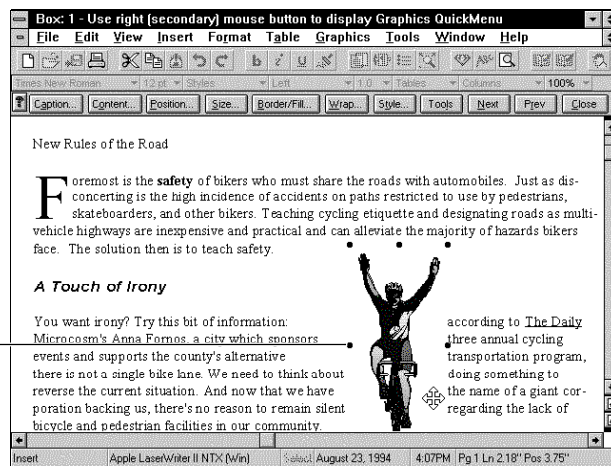 Box: 1 - Use right (secondary) mouse button to display Graphics QuickMenu
File Edit View Insert Format Table Graphics Tools Window Help
Times New Roman 12 pt Styles Left 1.0 Tables Columns 100%
? Caption... Content... Position... Size... Border/Fill... Wrap... Style... Tools Next Prev Close
New Rules of the Road
Foremost is the safety of bikers who must share the roads with automobiles. Just as dis-
concerting is the high incidence of accidents on paths restricted to use by pedestrians,
skateboarders, and other bikers. Teaching cycling etiquette and designating roads as multi-
vehicle highways are inexpensive and practical and can alleviate the majority of hazards bikers
face. The solution then is to teach safety.
A Touch of Irony
You want irony? Try this bit of information: according to The Daily
Microcosm's Anna Fornos, a city which sponsors three annual cycling
events and supports the county's alternative transportation program,
there is not a single bike lane. We need to think about doing something to
reverse the current situation. And now that we have the name of a giant cor-
poration backing us, there's no reason to remain silent regarding the lack of
bicycle and pedestrian facilities in our community.
Insert Apple LaserWriter II NTX (Win) Select August 23, 1994 4:07PM Pg 1 Ln 2.18" Pos 3.75"